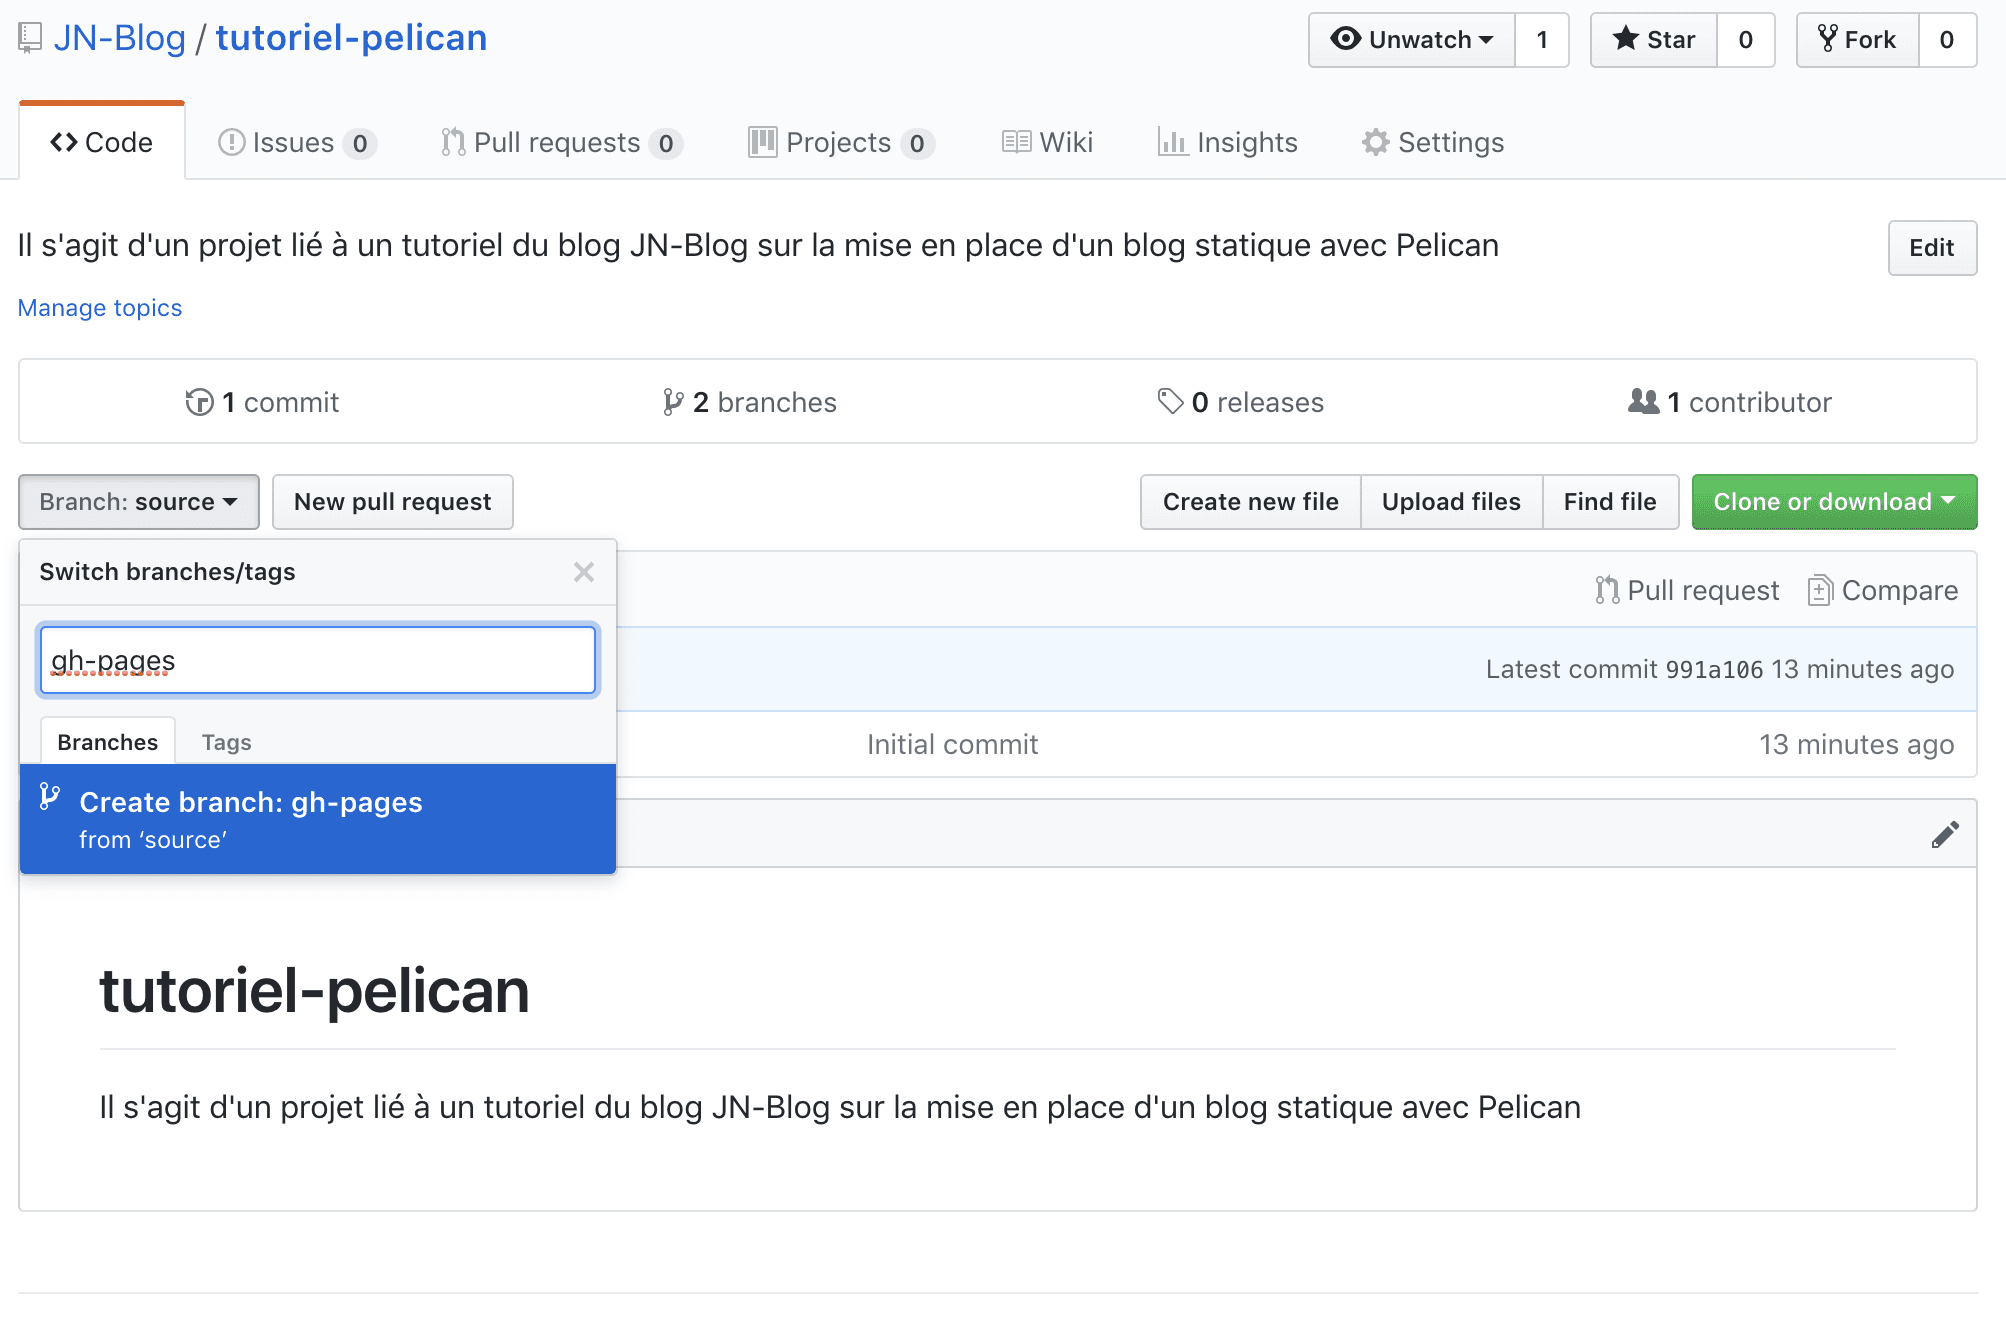 JN-Blog / tutoriel-pelican
Unwatch 1 Star 0 Fork 0
Code Issues 0 Pull requests 0 Projects 0 Wiki Insights Settings
Il s'agit d'un projet lié à un tutoriel du blog JN-Blog sur la mise en place d'un blog statique avec Pelican
Edit
Manage topics
1 commit 2 branches 0 releases 1 contributor
Branch: source New pull request Create new file Upload files Find file Clone or download
Switch branches/tags
Pull request Compare
gh-pages
Latest commit 991a106 13 minutes ago
Branches Tags
Initial commit 13 minutes ago
Create branch: gh-pages
from ‘source’
tutoriel-pelican
Il s'agit d'un projet lié à un tutoriel du blog JN-Blog sur la mise en place d'un blog statique avec Pelican